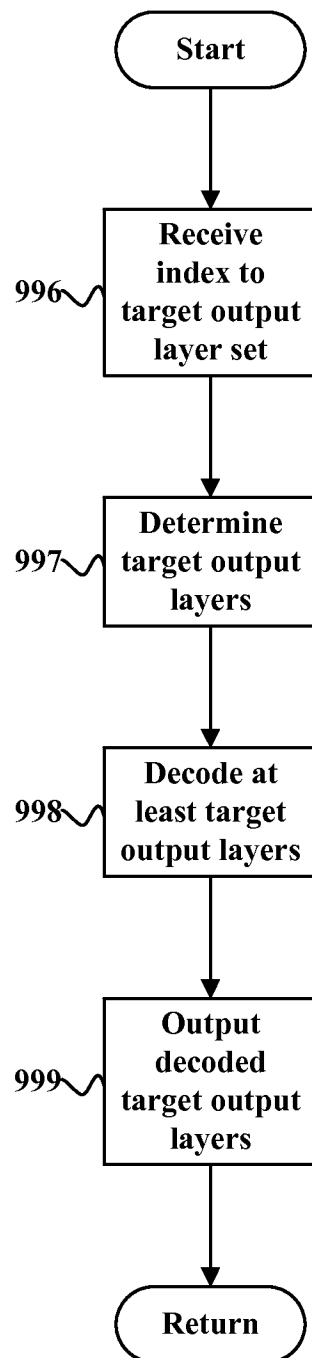 Start
Receive
index to
996
target output
layer set
Determine
997
target output
layers
Decode at
998
least target
output layers
Output
decoded
999
target output
layers
Return